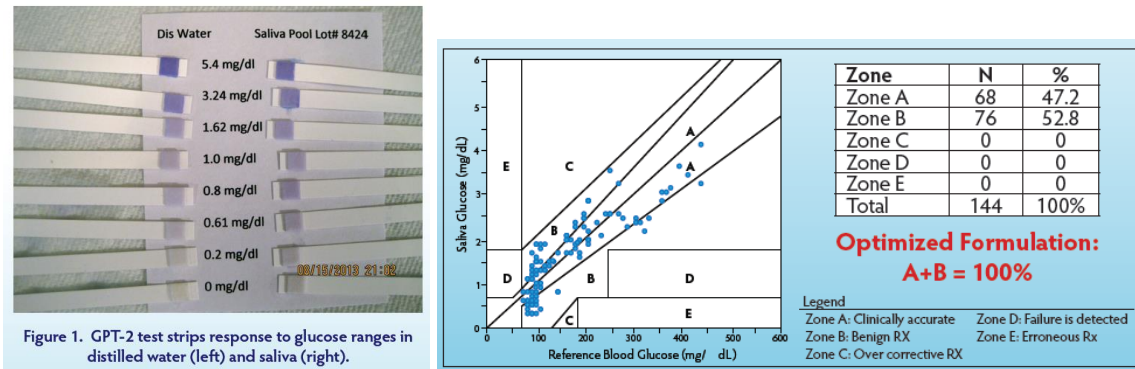 Dis Water Saliva Pool Lot# 8424
5.4 mg/dl
3.24 mg/dl
1.62 mg/dl
1.0 mg/dl
0.8 mg/dl
0.61 mg/dl
0.2 mg/dl
08/15/2013 21:02
0 mg/dl
Figure 1. GPT-2 test strips response to glucose ranges in
distilled water (left) and saliva (right).
Saliva Glucose (mg/dL)
6
5
4
3
2
1
0
E
C
A
A
B
D
B
D
C
E
0 100 200 300 400 500 600
Reference Blood Glucose (mg/ dL)
Zone N %
Zone A 68 47.2
Zone B 76 52.8
Zone C 0 0
Zone D 0 0
Zone E 0 0
Total 144 100%
Optimized Formulation:
A+B = 100%
Legend
Zone A: Clinically accurate Zone D: Failure is detected
Zone B: Benign RX Zone E: Erroneous Rx
Zone C: Over corrective RX